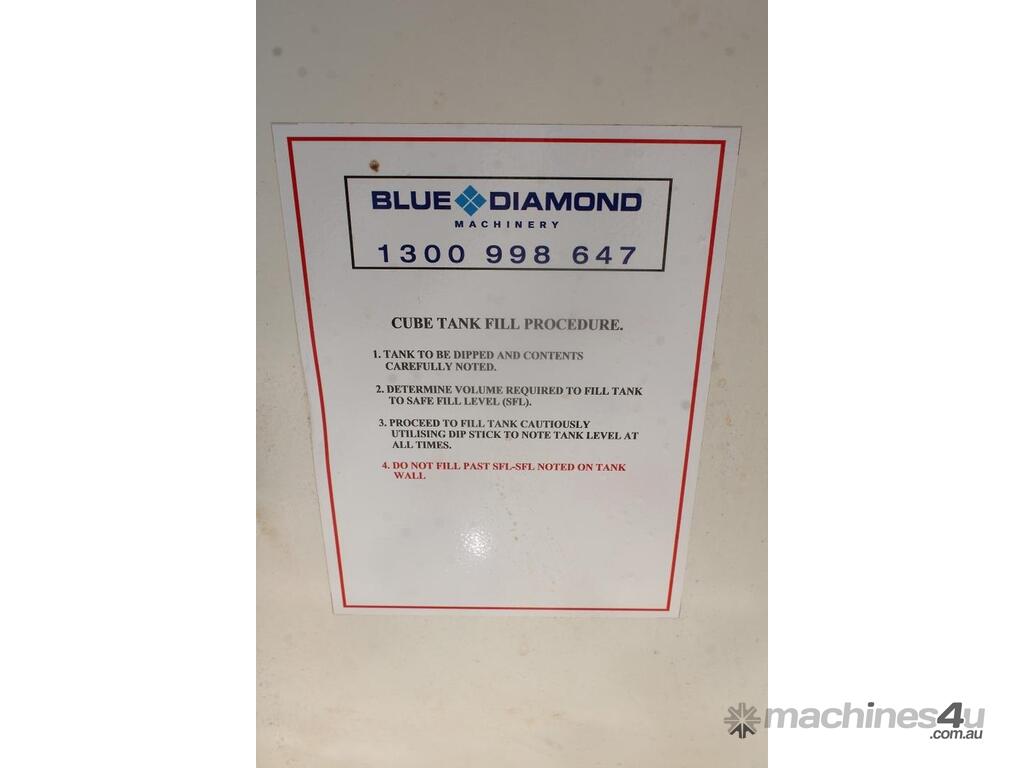 BLUE DIAMOND
MACHINERY
1300 998 647
CUBE TANK FILL PROCEDURE.
1. TANK TO BE DIPPED AND CONTENTS
CAREFULLY NOTED.
2. DETERMINE VOLUME REQUIRED TO FILL TANK
TO SAFE FILL LEVEL (SFL).
3. PROCEED TO FILL TANK CAUTIOUSLY
UTILISING DIP STICK TO NOTE TANK LEVEL AT
ALL TIMES.
4. DO NOT FILL PAST SFL-SFL NOTED ON TANK
WALL
machines4u
.com.au